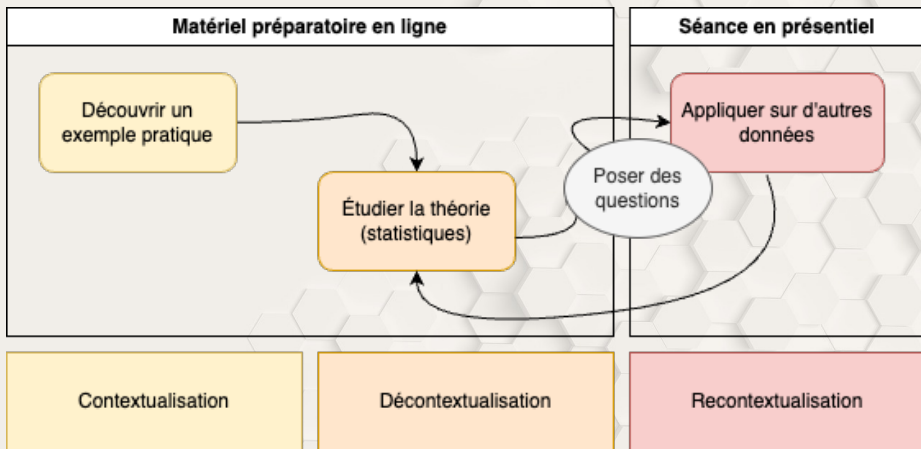 Matériel préparatoire en ligne
Séance en présentiel
Découvrir un
exemple pratique
Appliquer sur d'autres
données
Poser des
questions
Étudier la théorie
(statistiques)
Contextualisation
Décontextualisation
Recontextualisation